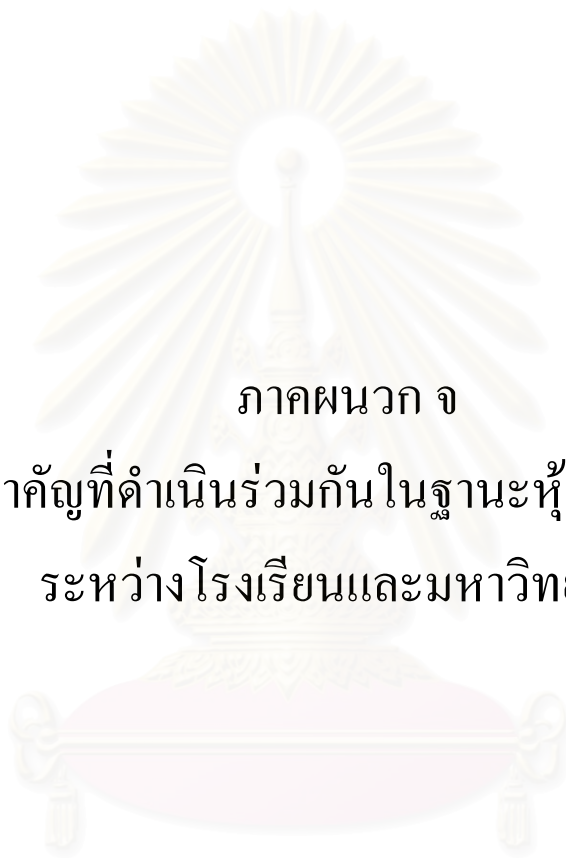 ภาคผนวก จ
าคัญที่ดำเนินร่วมกันในฐานะหุ้
ระหว่างโรงเรียนและมหาวิทย